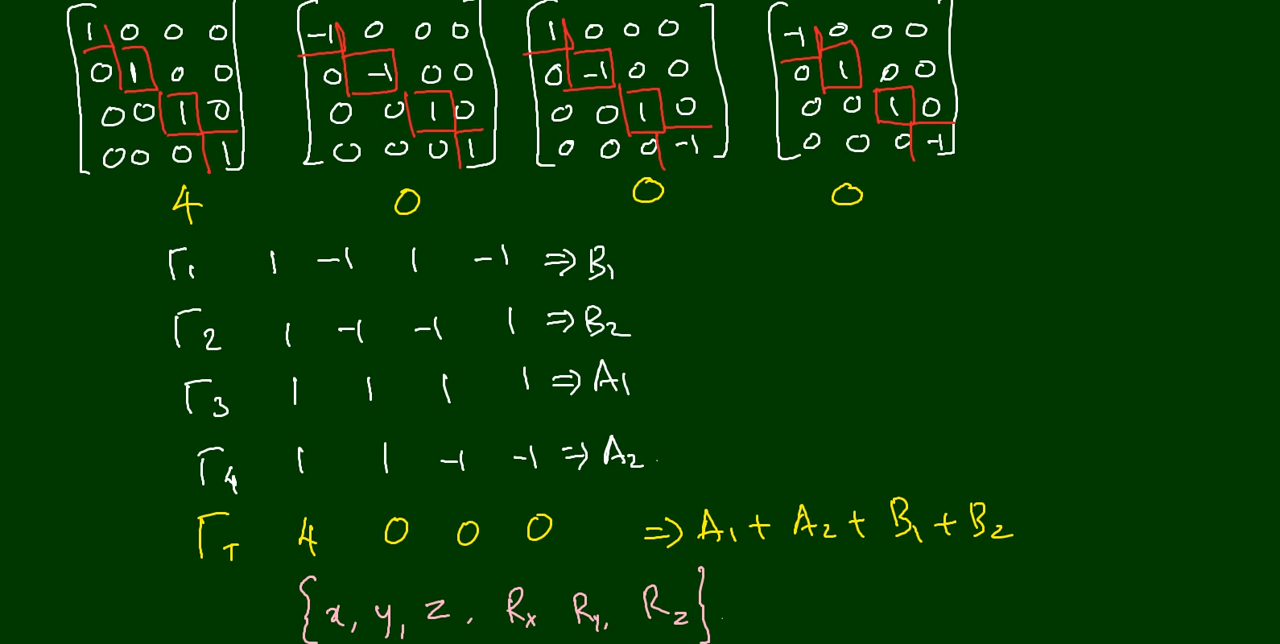 1 0 0 0   -1 0 0 0   1 0 0 0   -1 0 0 0
0 1 0 0   0 -1 0 0   0 -1 0 0   0 1 0 0
0 0 1 0   0 0 1 0   0 0 1 0   0 0 1 0
0 0 0 1   0 0 0 1   0 0 0 -1   0 0 0 -1
4   0   0   0
Γ1 1 -1 1 -1 ⇒ B1
Γ2 1 -1 -1 1 ⇒ B2
Γ3 1 1 1 1 ⇒ A1
Γ4 1 1 -1 -1 ⇒ A2
ΓT 4 0 0 0 ⇒ A1 + A2 + B1 + B2
{x, y, z, Rx Ry, Rz}